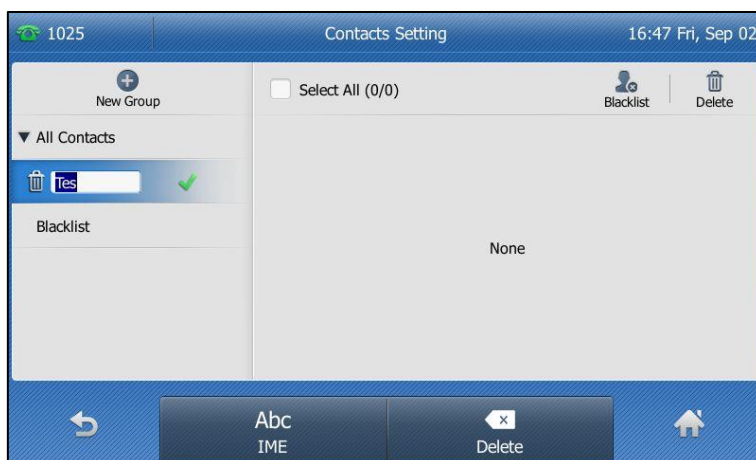 1025 Contacts Setting 16:47 Fri, Sep 02
New Group
Select All (0/0)
Blacklist Delete
All Contacts
Tes
Blacklist
None
Abc
IME
Delete